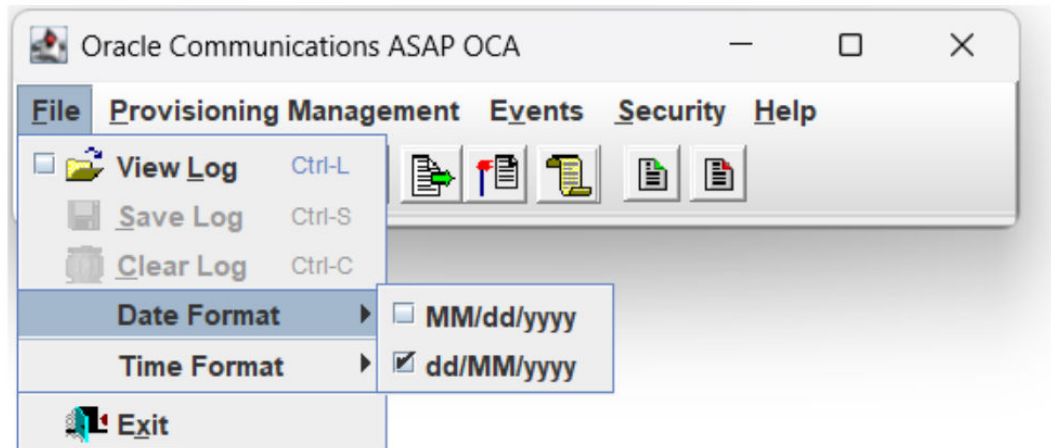 Oracle Communications ASAP OCA
File Provisioning Management Events Security Help
View Log Ctrl-L
Save Log Ctrl-S
Clear Log Ctrl-C
Date Format
MM/dd/yyyy
Time Format
dd/MM/yyyy
Exit